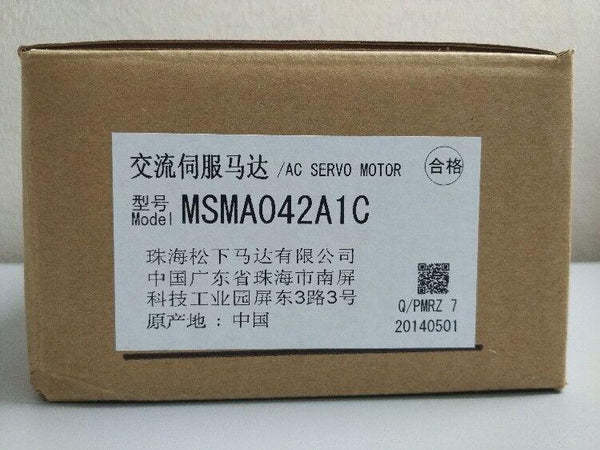 交流伺服马达 /AC SERVO MOTOR 合格
型号
Model MSMA042A1C
珠海松下马达有限公司
中国广东省珠海市南屏
科技工业园屏东3路3号
原产地：中国
Q/PMRZ 7
20140501